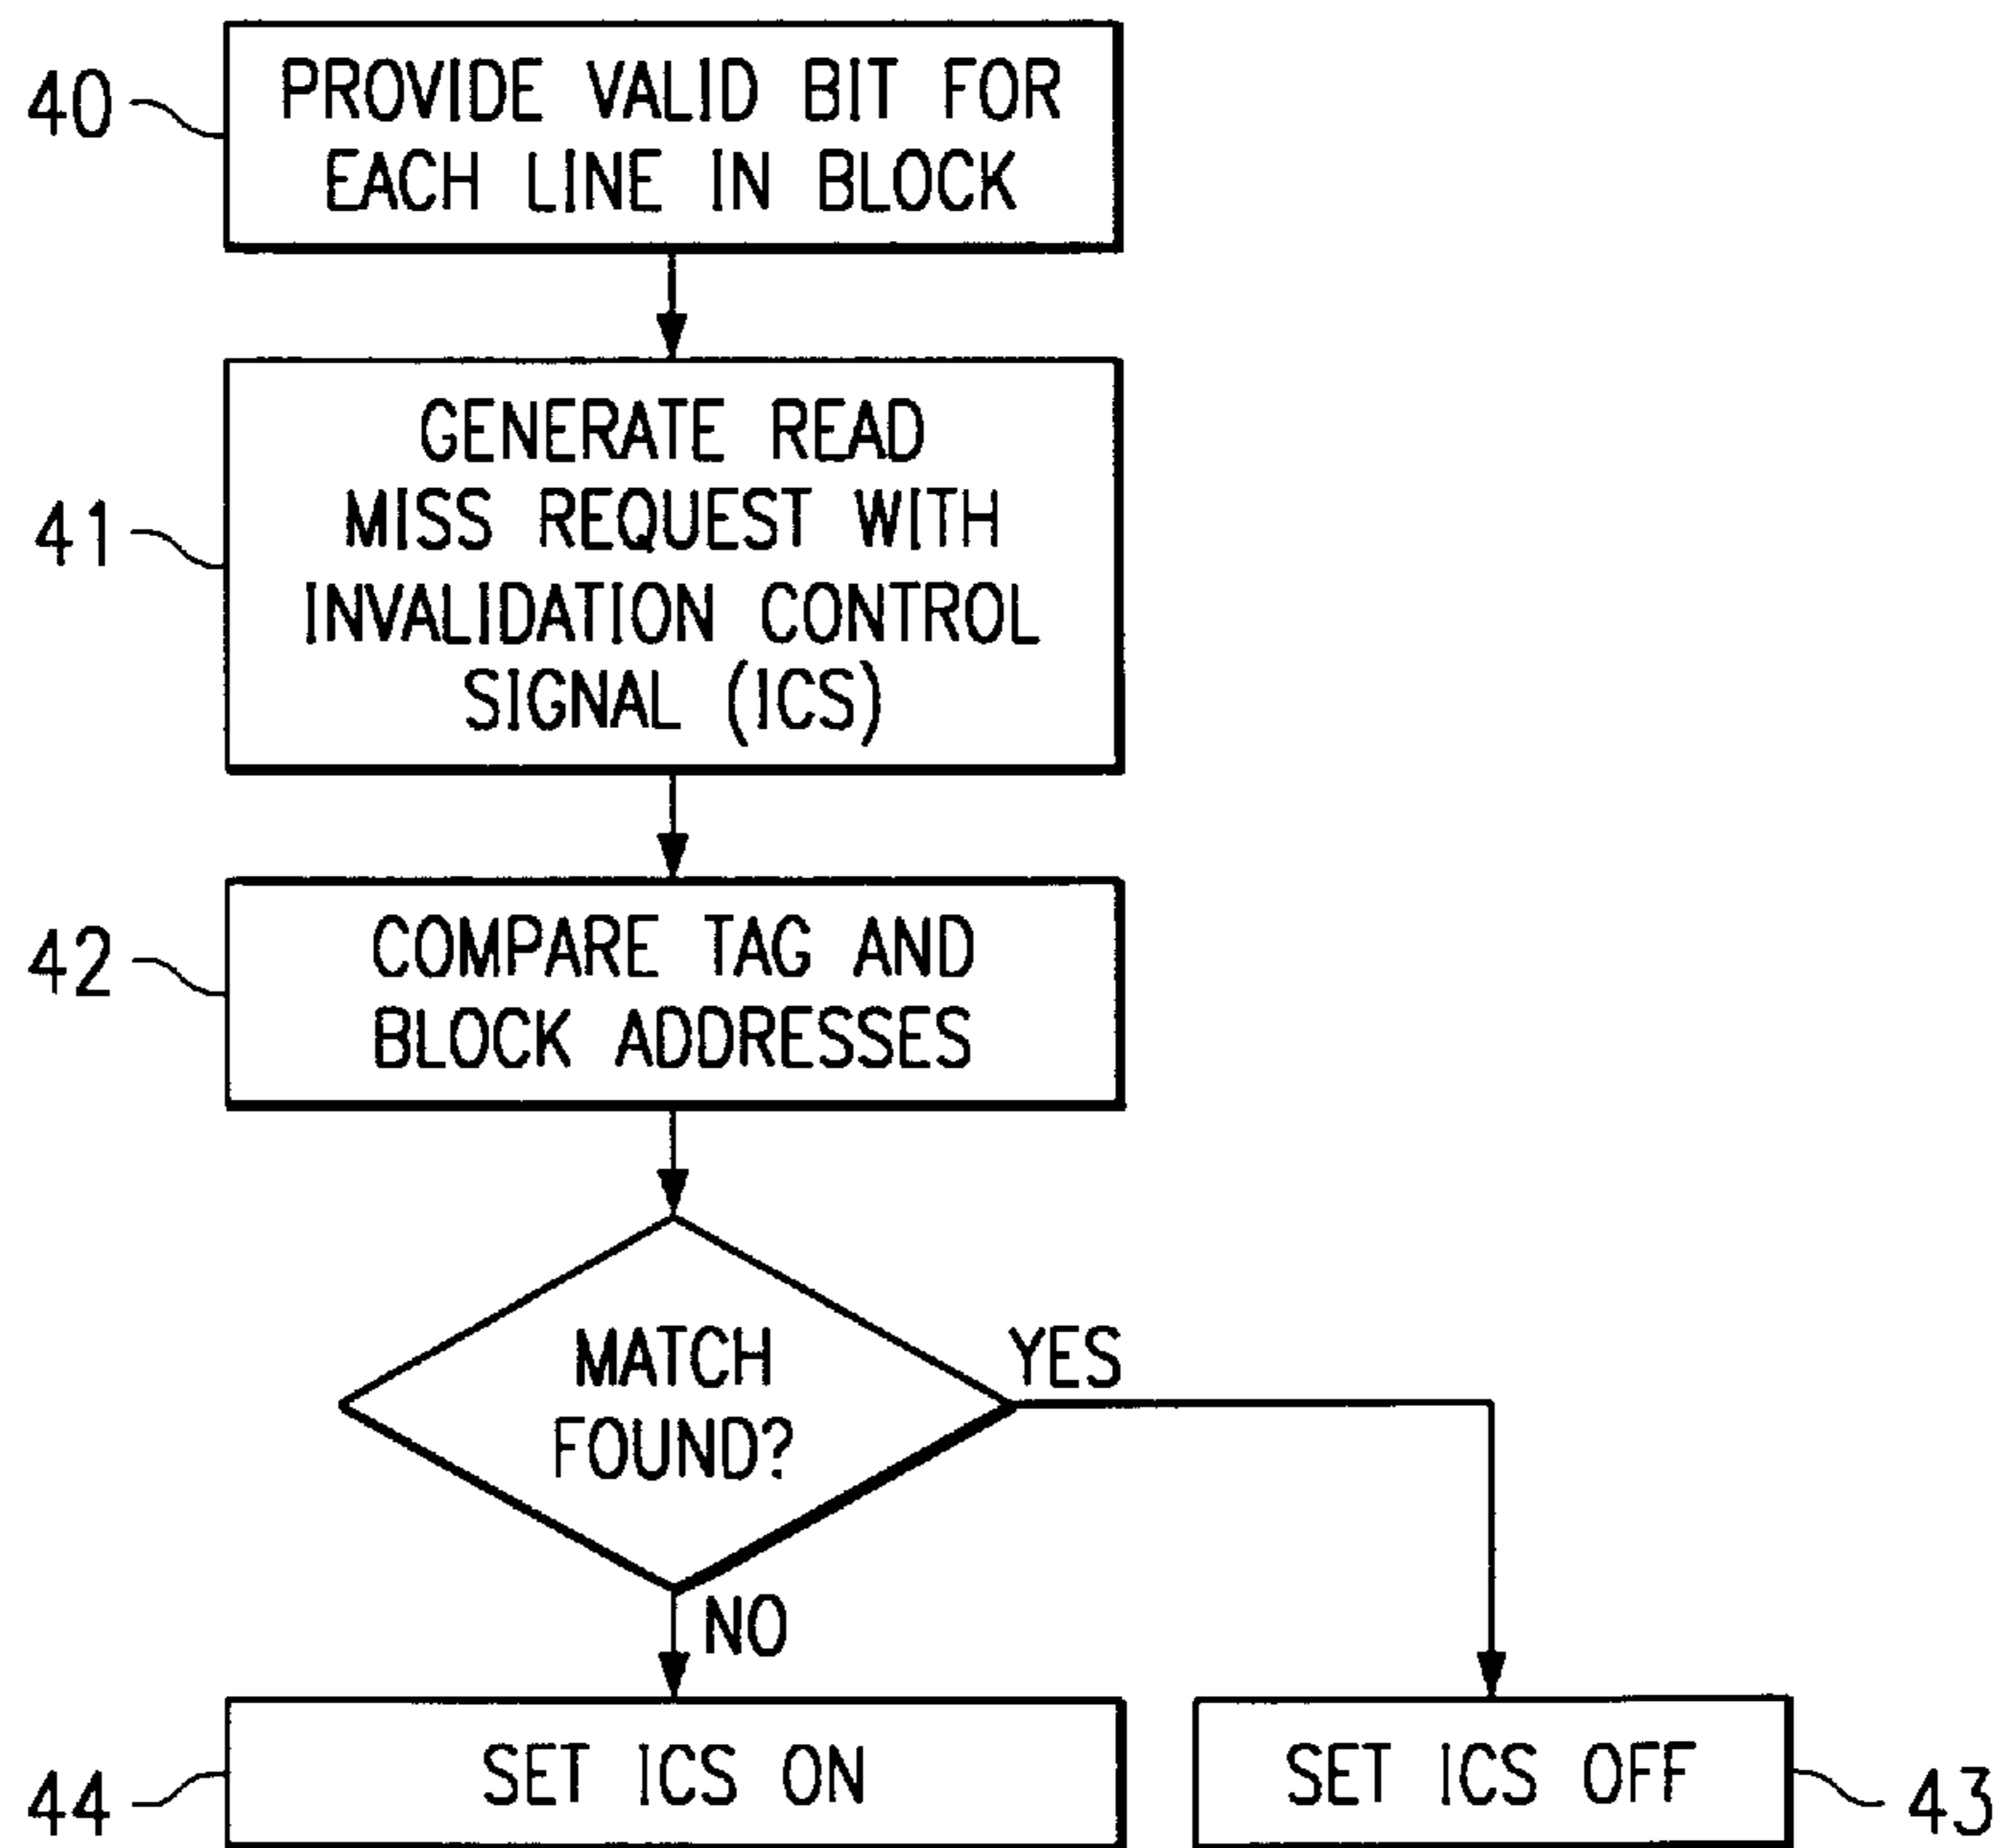 40
PROVIDE VALID BIT FOR
EACH LINE IN BLOCK
41
GENERATE READ
MISS REQUEST WITH
INVALIDATION CONTROL
SIGNAL (ICS)
42
COMPARE TAG AND
BLOCK ADDRESSES
MATCH
FOUND?
YES
NO
44
SET ICS ON
SET ICS OFF
43